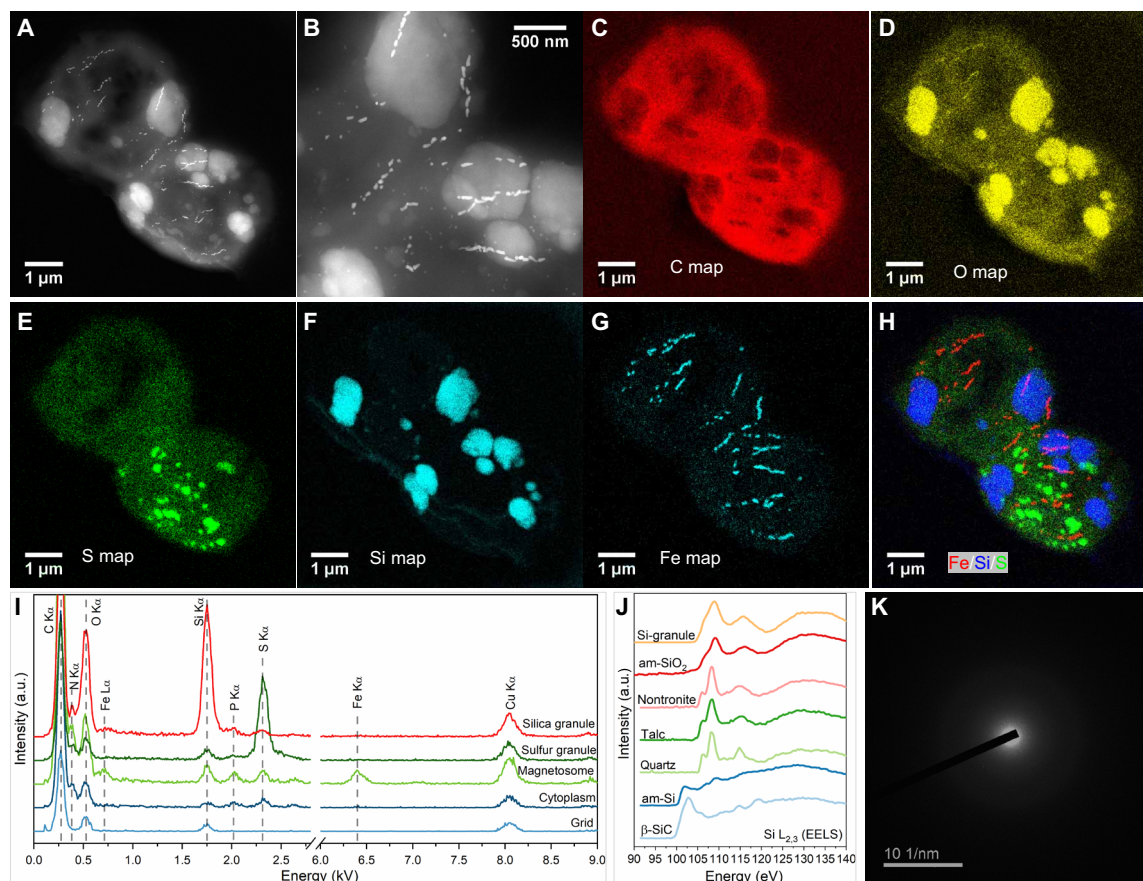 A
1 µm
B
500 nm
C
C map
1 µm
D
O map
1 µm
E
S map
1 µm
F
Si map
1 µm
G
Fe map
1 µm
H
Fe/Si/S
1 µm
I
C Kα
N Kα
O Kα
Fe Lα
Si Kα
P Kα
S Kα
Fe Kα
Cu Kα
Silica granule
Sulfur granule
Magnetosome
Cytoplasm
Grid
Intensity (a.u.)
0.0 0.5 1.0 1.5 2.0 2.5 6.0 6.5 7.0 7.5 8.0 8.5 9.0
Energy (kV)
J
Si-granule
am-SiO2
Nontronite
Talc
Quartz
am-Si
β-SiC
Si L2,3 (EELS)
Intensity (a.u.)
90 95 100 105 110 115 120 125 130 135 140
Energy (eV)
K
10 1/nm